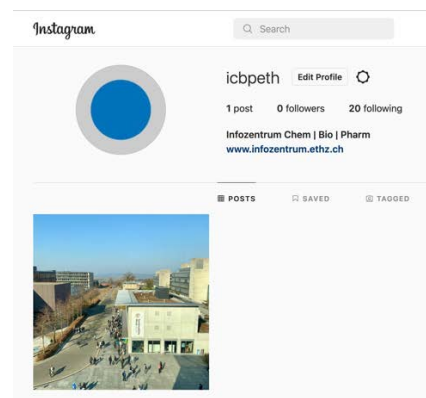 Instagram
Search
icbpeth Edit Profile
1 post 0 followers 20 following
Infozentrum Chem | Bio | Pharm
www.infozentrum.ethz.ch
POSTS SAVED TAGGED